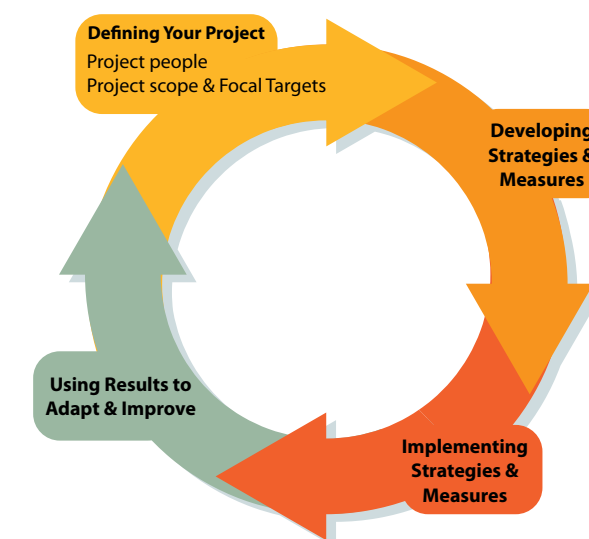 Defining Your Project
Project people
Project scope & Focal Targets
Developing
Strategies &
Measures
Implementing
Strategies &
Measures
Using Results to
Adapt & Improve